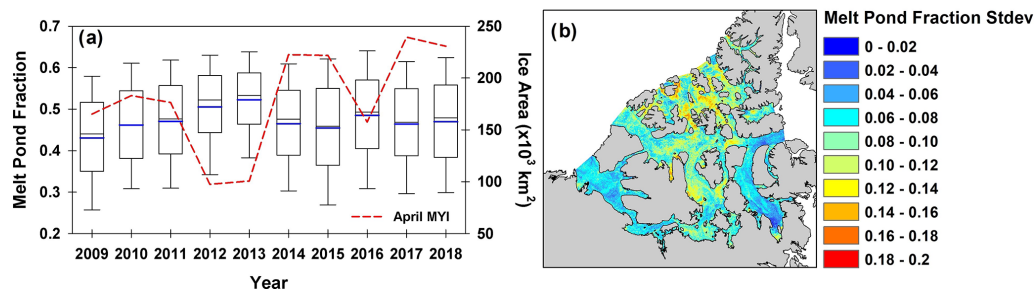 (a)
Melt Pond Fraction
0.7
0.6
0.5
0.4
0.3
0.2
250
200
150
100
50
Ice Area (x10³ km²)
April MYI
2009 2010 2011 2012 2013 2014 2015 2016 2017 2018
Year
(b)
Melt Pond Fraction Stdev
0 - 0.02
0.02 - 0.04
0.04 - 0.06
0.06 - 0.08
0.08 - 0.10
0.10 - 0.12
0.12 - 0.14
0.14 - 0.16
0.16 - 0.18
0.18 - 0.2